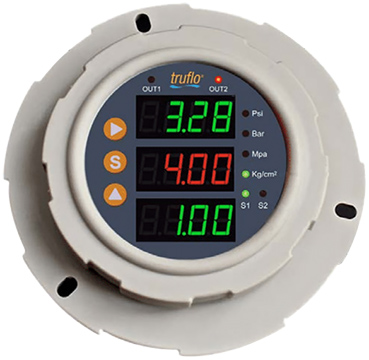 truflo®
OUT1 OUT2
3.28
Psi
Bar
4.00
Mpa
S
Kg/cm²
1.00
S1 S2